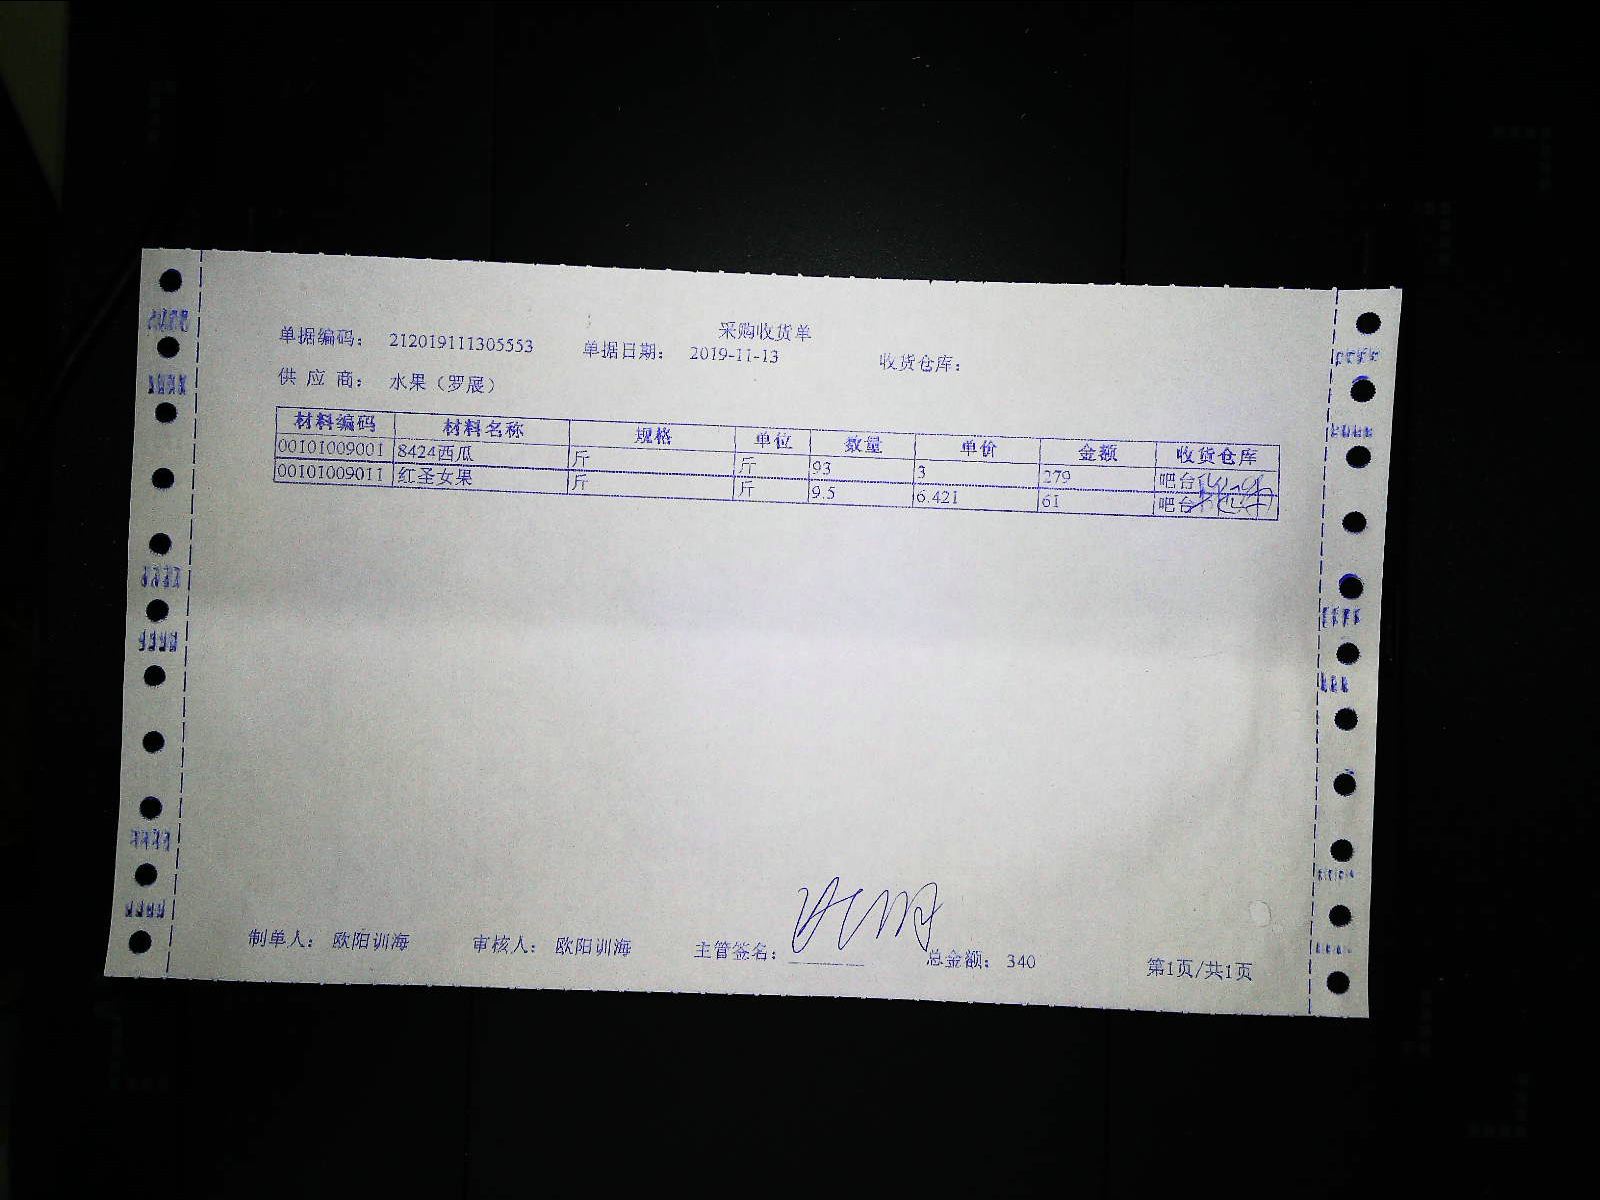 采购收货单
单据编码： 212019111305553 单据日期： 2019-11-13 收货仓库：
供 应 商： 水果（罗晟）
材料编码 材料名称 规格 单位 数量 单价 金额 收货仓库
00101009001 8424西瓜 斤 斤 93 3 279 吧台
00101009011 红圣女果 斤 斤 9.5 6.421 61 吧台
制单人： 欧阳训海 审核人： 欧阳训海 主管签名： 总金额： 340 第1页/共1页